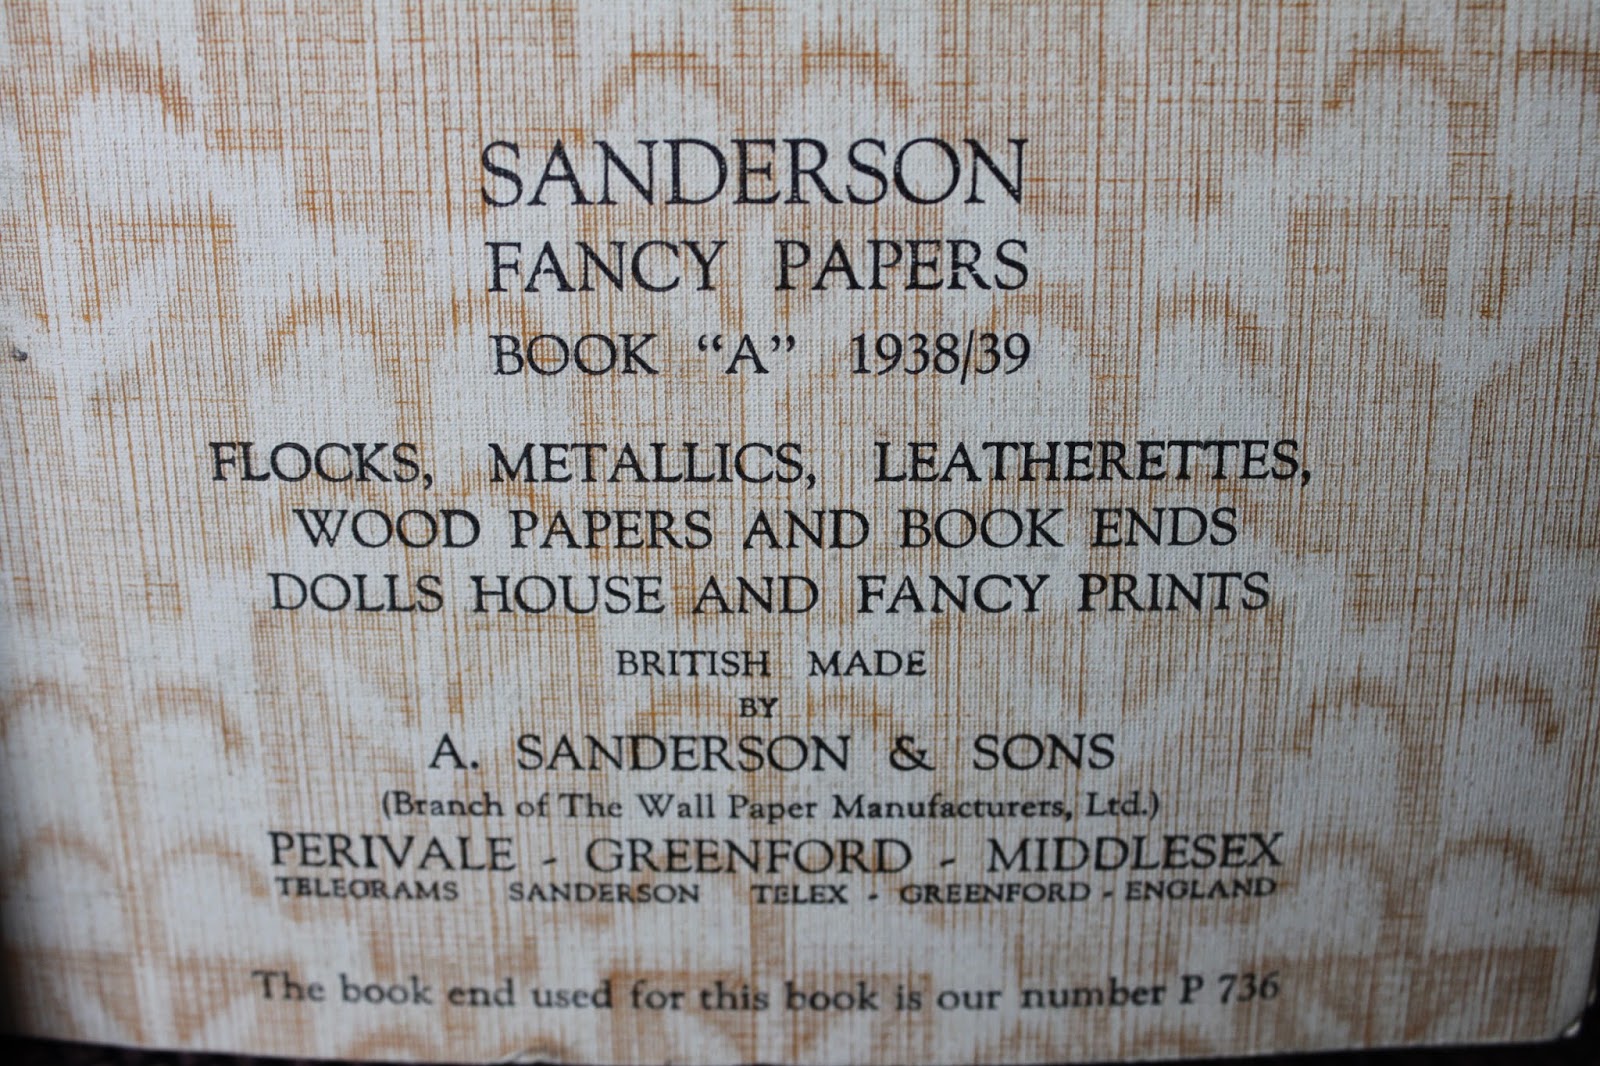 SANDERSON
FANCY PAPERS
BOOK “A” 1938/39
FLOCKS, METALLICS, LEATHERETTES,
WOOD PAPERS AND BOOK ENDS
DOLLS HOUSE AND FANCY PRINTS
BRITISH MADE
BY
A. SANDERSON & SONS
(Branch of The Wall Paper Manufacturers, Ltd.)
PERIVALE - GREENFORD - MIDDLESEX
TELEGRAMS SANDERSON TELEX - GREENFORD - ENGLAND
The book end used for this book is our number P 736